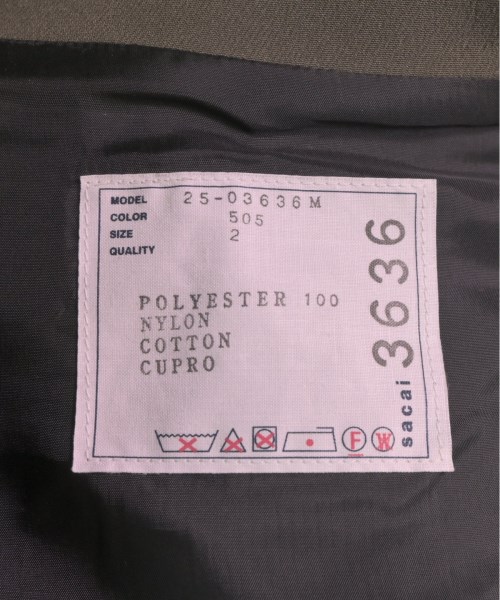 MODEL 25-03636M
COLOR 505
SIZE 2
QUALITY
POLYESTER 100
NYLON
COTTON
CUPRO
F W
sacai 3636